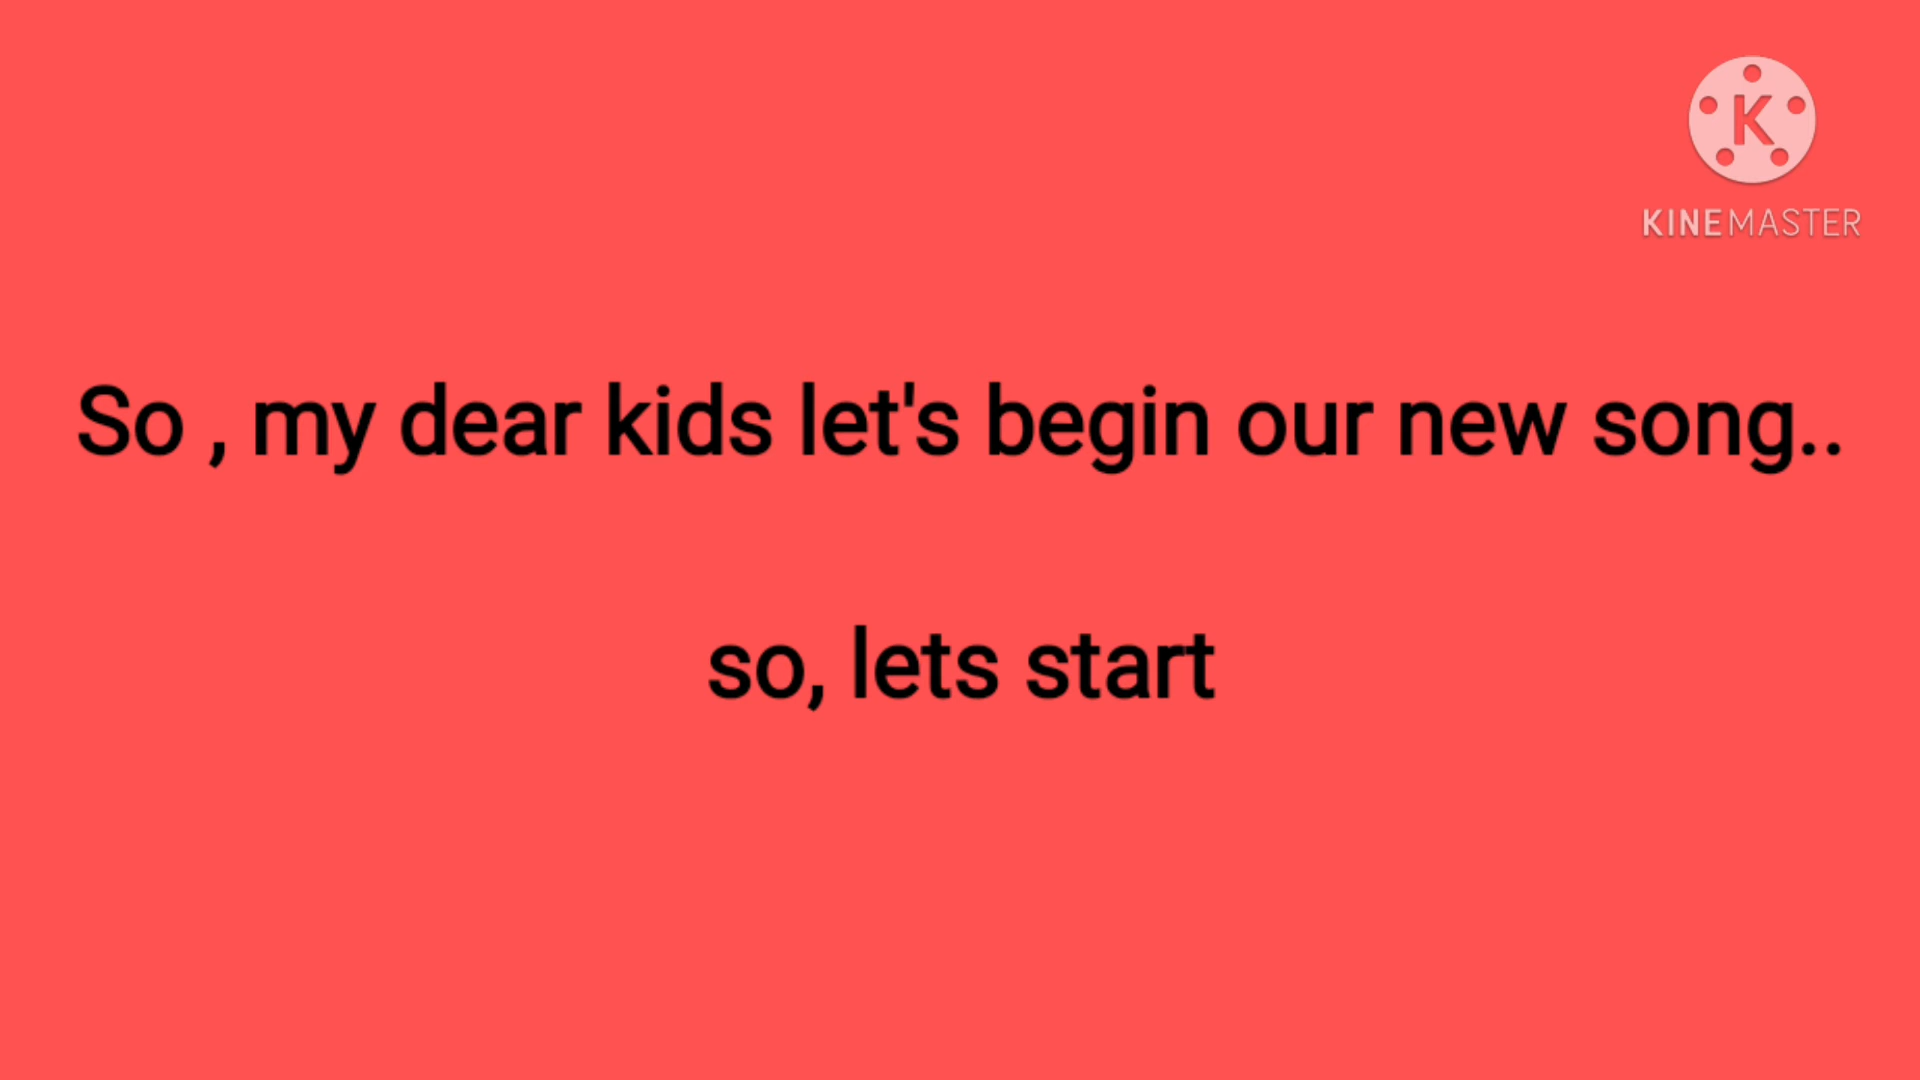 K
KINEMASTER
So , my dear kids let's begin our new song..
so, lets start